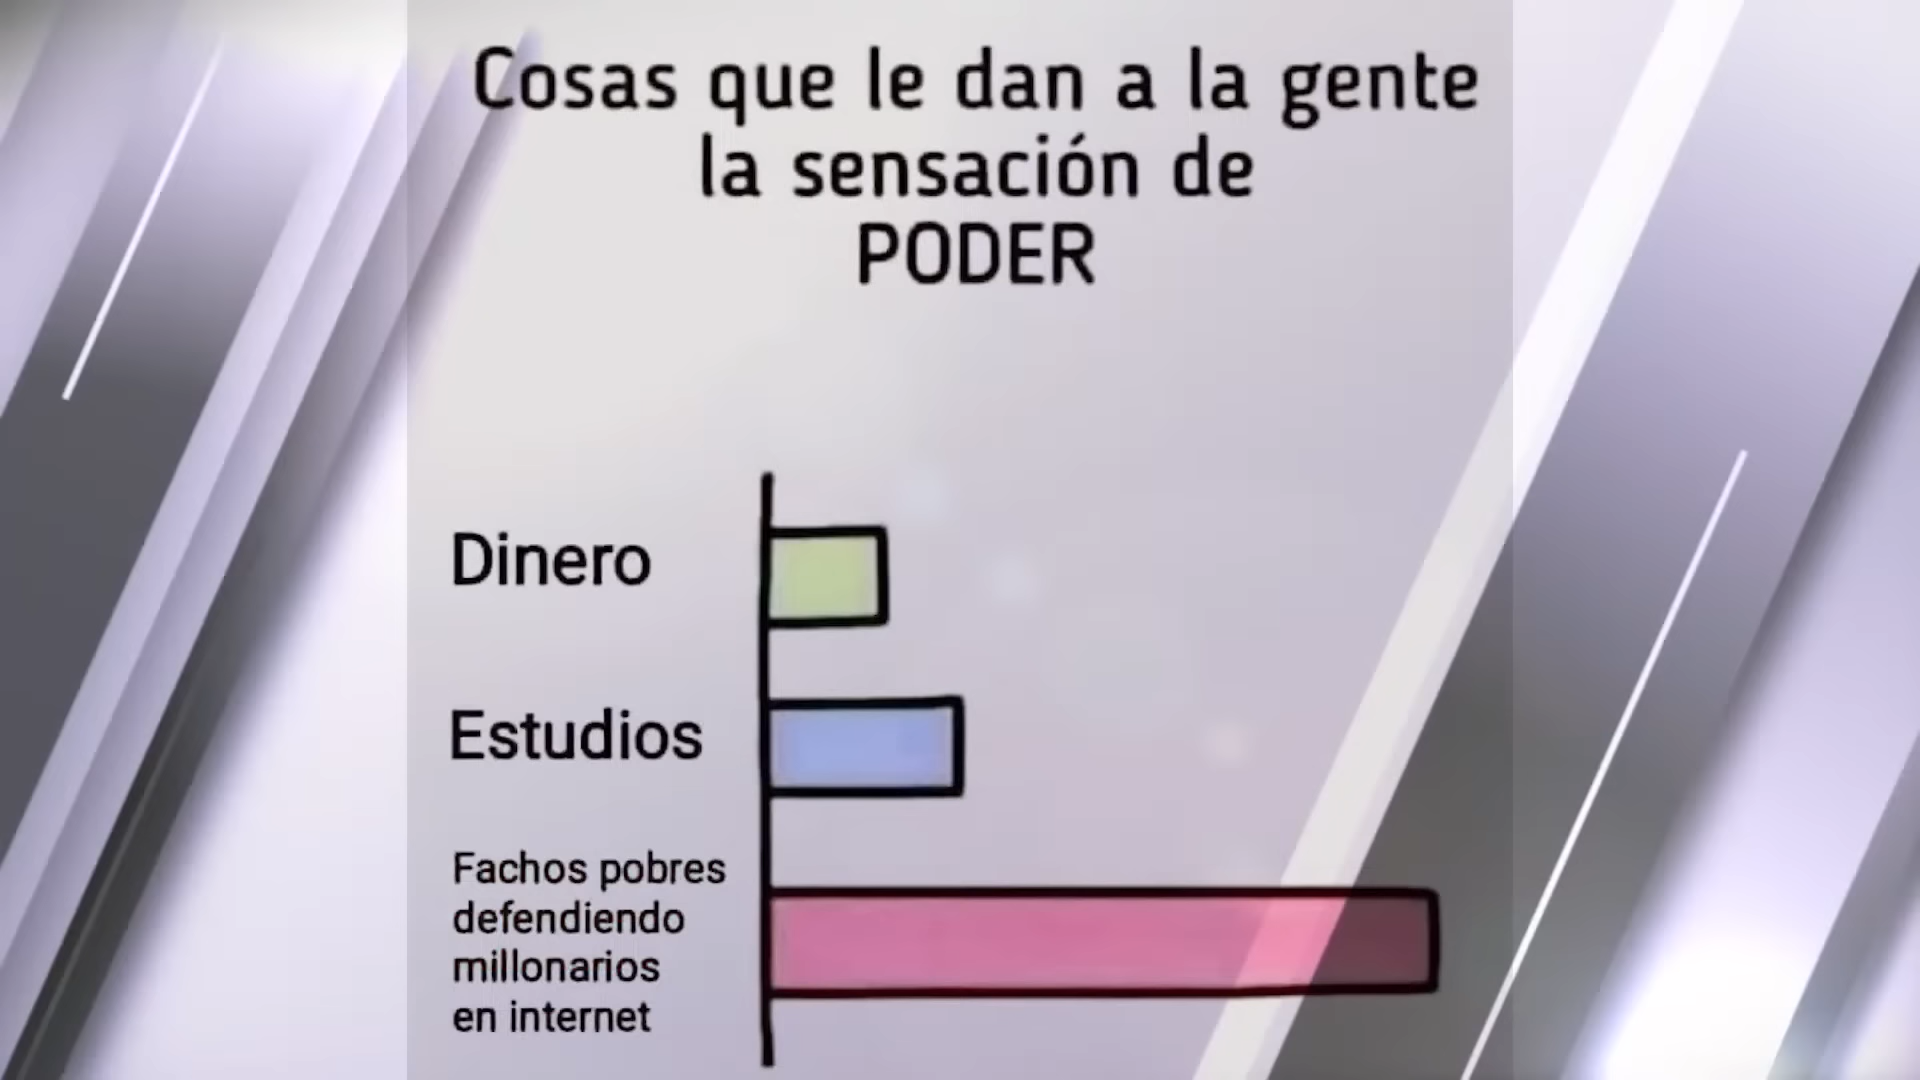 Cosas que le dan a la gente
la sensación de
PODER
Dinero
Estudios
Fachos pobres
defendiendo
millonarios
en internet